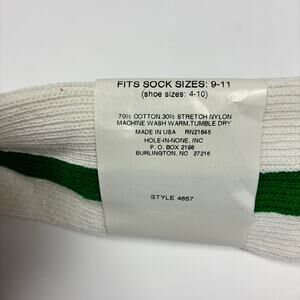 FITS SOCK SIZES: 9-11
(shoe sizes: 4-10)
70% COTTON,30% STRETCH NYLON
MACHINE WASH WARM,TUMBLE DRY
MADE IN USA RN21645
HOLE-IN-NONE, INC
P. O. BOX 2198
BURLINGTON, NC 27216
STYLE 4657